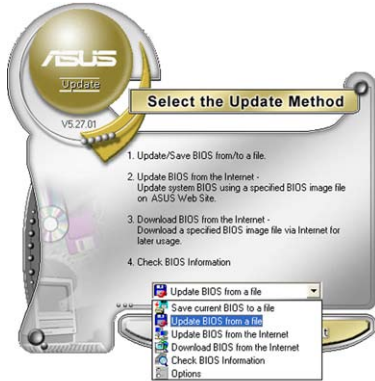 ASUS
Update
V5.27.01
Select the Update Method
1. Update/Save BIOS from/to a file.
2. Update BIOS from the Internet -
Update system BIOS using a specified BIOS image file
on ASUS Web Site.
3. Download BIOS from the Internet -
Download a specified BIOS image file via Internet for
later usage.
4. Check BIOS Information
Update BIOS from a file
Save current BIOS to a file
Update BIOS from a file
Update BIOS from the Internet
Download BIOS from the Internet
Check BIOS Information
Options